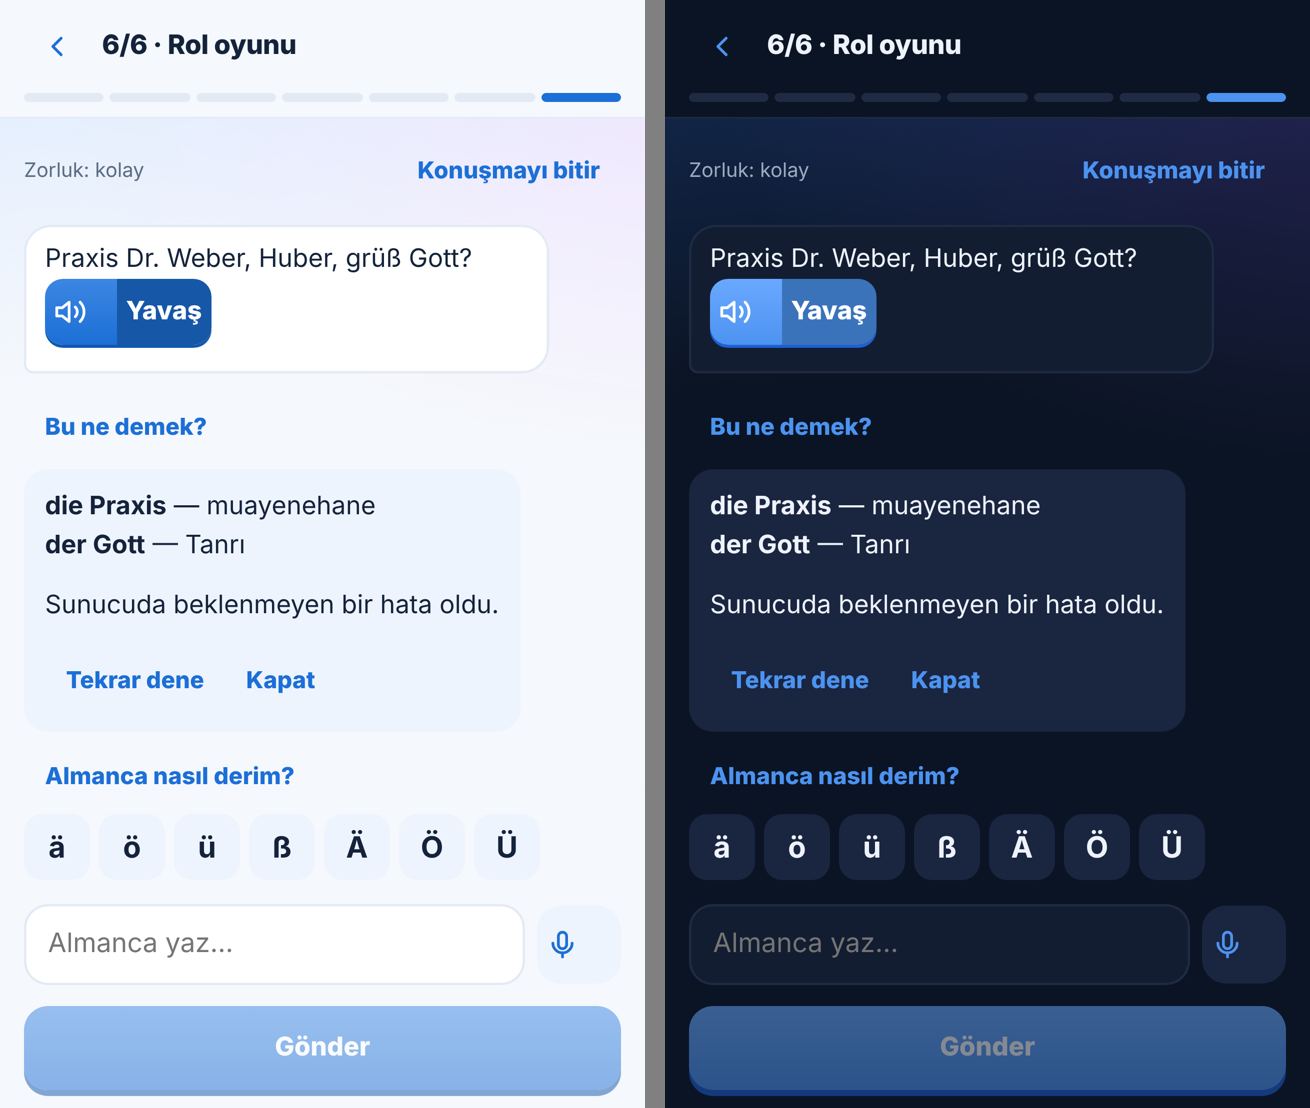 6/6 · Rol oyunu
Zorluk: kolay
Konuşmayı bitir
Praxis Dr. Weber, Huber, grüß Gott?
Yavaş
Bu ne demek?
die Praxis — muayenehane
der Gott — Tanrı
Sunucuda beklenmeyen bir hata oldu.
Tekrar dene Kapat
Almanca nasıl derim?
ä ö ü ß Ä Ö Ü
Almanca yaz...
Gönder
6/6 · Rol oyunu
Zorluk: kolay
Konuşmayı bitir
Praxis Dr. Weber, Huber, grüß Gott?
Yavaş
Bu ne demek?
die Praxis — muayenehane
der Gott — Tanrı
Sunucuda beklenmeyen bir hata oldu.
Tekrar dene Kapat
Almanca nasıl derim?
ä ö ü ß Ä Ö Ü
Almanca yaz...
Gönder